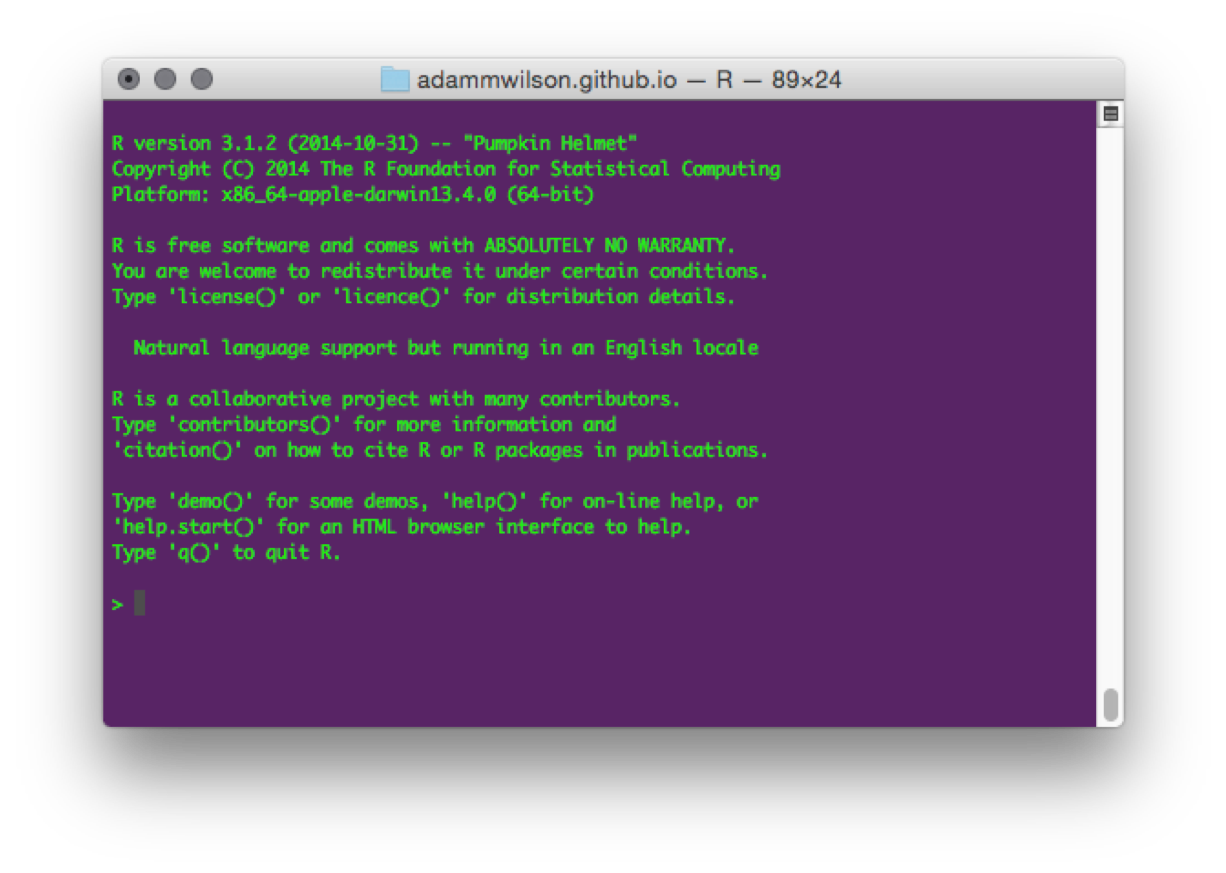 adammwilson.github.io — R — 89×24
R version 3.1.2 (2014-10-31) -- "Pumpkin Helmet"
Copyright (C) 2014 The R Foundation for Statistical Computing
Platform: x86_64-apple-darwin13.4.0 (64-bit)
R is free software and comes with ABSOLUTELY NO WARRANTY.
You are welcome to redistribute it under certain conditions.
Type 'license()' or 'licence()' for distribution details.
Natural language support but running in an English locale
R is a collaborative project with many contributors.
Type 'contributors()' for more information and
'citation()' on how to cite R or R packages in publications.
Type 'demo()' for some demos, 'help()' for on-line help, or
'help.start()' for an HTML browser interface to help.
Type 'q()' to quit R.
>